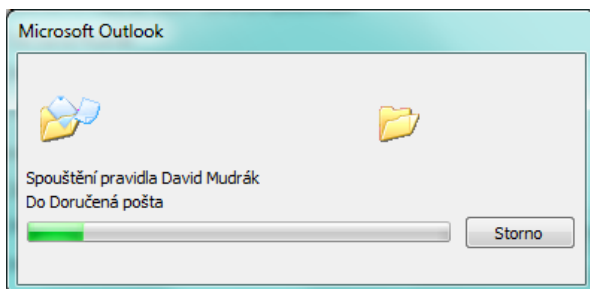 Microsoft Outlook
Spouštění pravidla David Mudrák
Do Doručená pošta
Storno